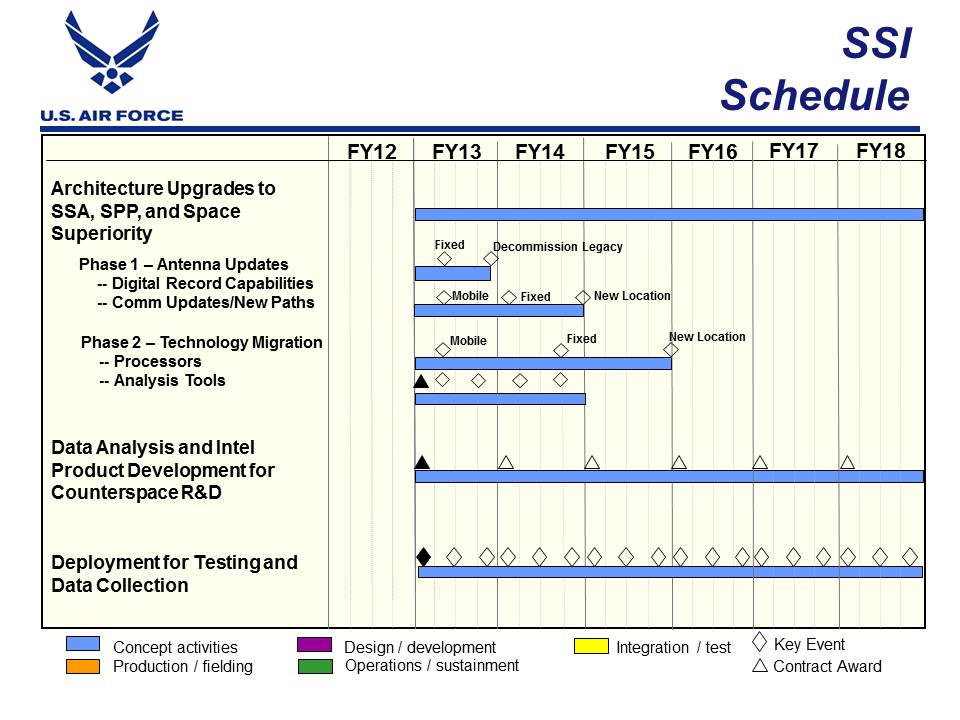 SSI
Schedule
U.S. AIR FORCE
FY12 FY13 FY14 FY15 FY16 FY17 FY18
Architecture Upgrades to
SSA, SPP, and Space
Superiority
Fixed Decommission Legacy
Phase 1 – Antenna Updates
-- Digital Record Capabilities
-- Comm Updates/New Paths
Mobile Fixed New Location
Phase 2 – Technology Migration
-- Processors
-- Analysis Tools
Mobile Fixed New Location
Data Analysis and Intel
Product Development for
Counterspace R&D
Deployment for Testing and
Data Collection
Concept activities Design / development Integration / test Key Event
Production / fielding Operations / sustainment Contract Award